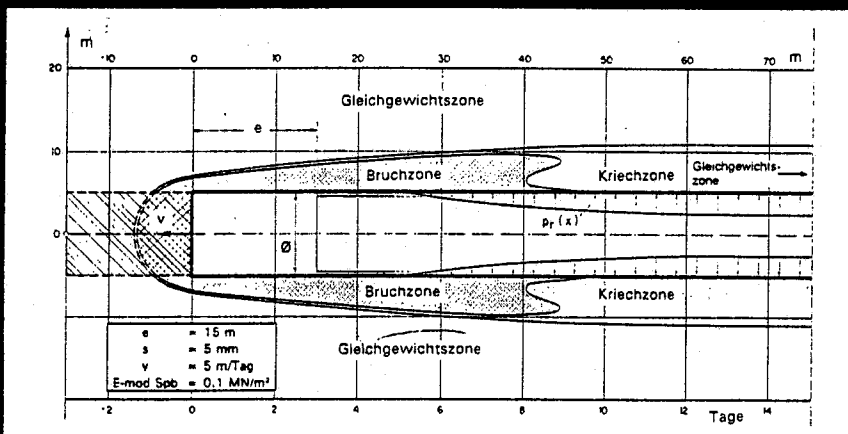 m
-10 0 10 20 30 40 50 60 m 70
20
Gleichgewichtszone
e
10
Bruchzone
Kriechzone
Gleichgewichts-
zone
v
pr(x)
0
Ø
Bruchzone
Kriechzone
e = 15 m
s = 5 mm
v = 5 m/Tag
E-mod Spb = 0.1 MN/m²
Gleichgewichtszone
-2 0 2 4 6 8 10 12 Tage 14